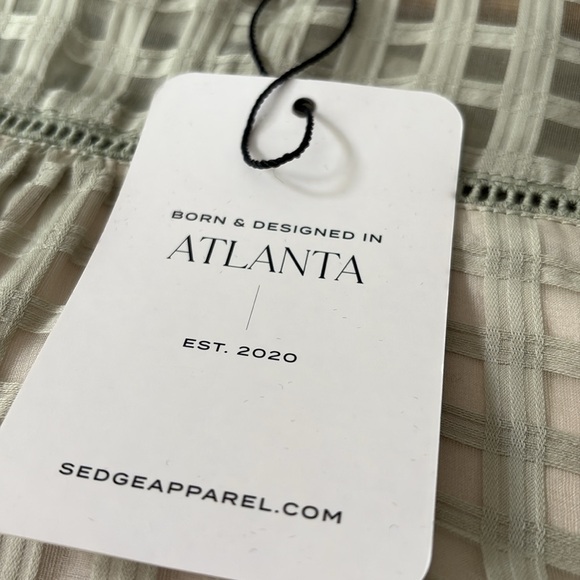 BORN & DESIGNED IN
ATLANTA
EST. 2020
SEDGEAPPAREL.COM